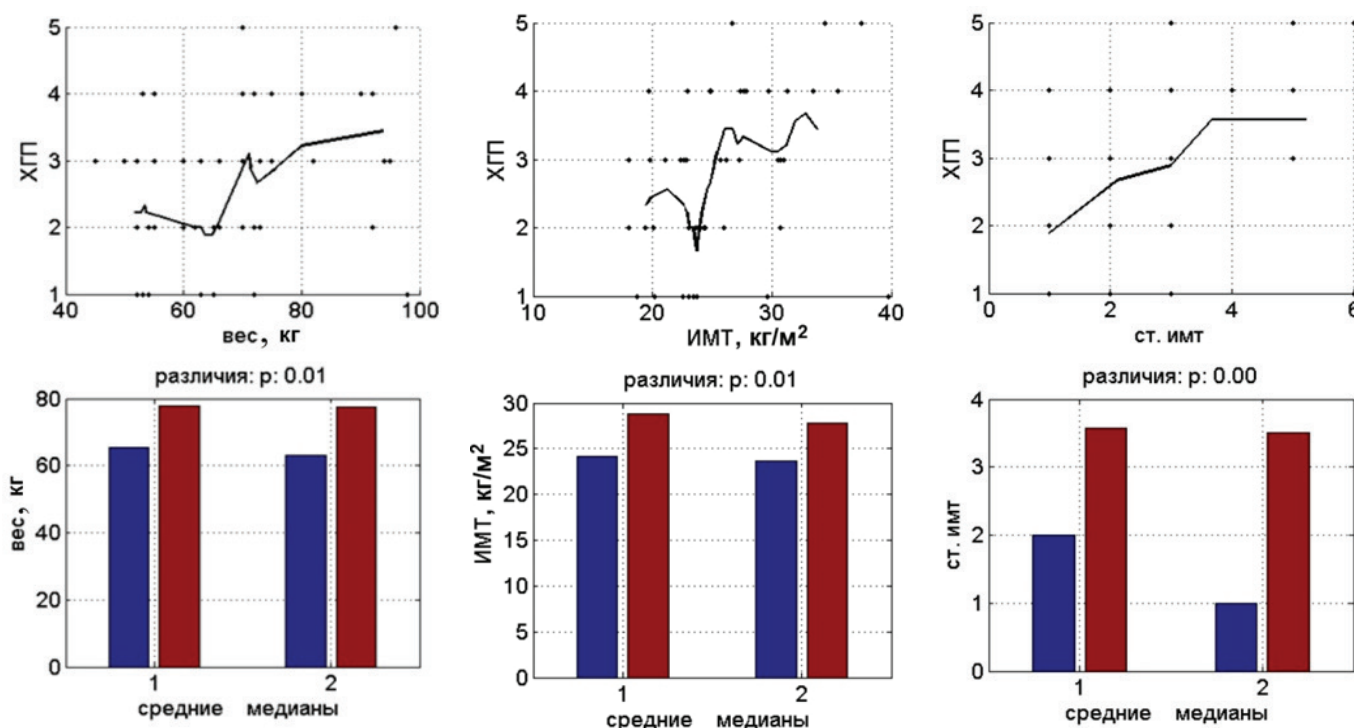 5
4
ХГП
3
2
1
40 60 80 100
вес, кг
5
4
ХГП
3
2
1
10 20 30 40
ИМТ, кг/м²
5
4
ХГП
3
2
1
0 2 4 6
ст. имт
различия: p: 0.01
80
60
вес, кг
40
20
0
1 2
средние медианы
различия: p: 0.01
30
25
20
ИМТ, кг/м²
15
10
5
0
1 2
средние медианы
различия: p: 0.00
4
3
ст. имт
2
1
0
1 2
средние медианы